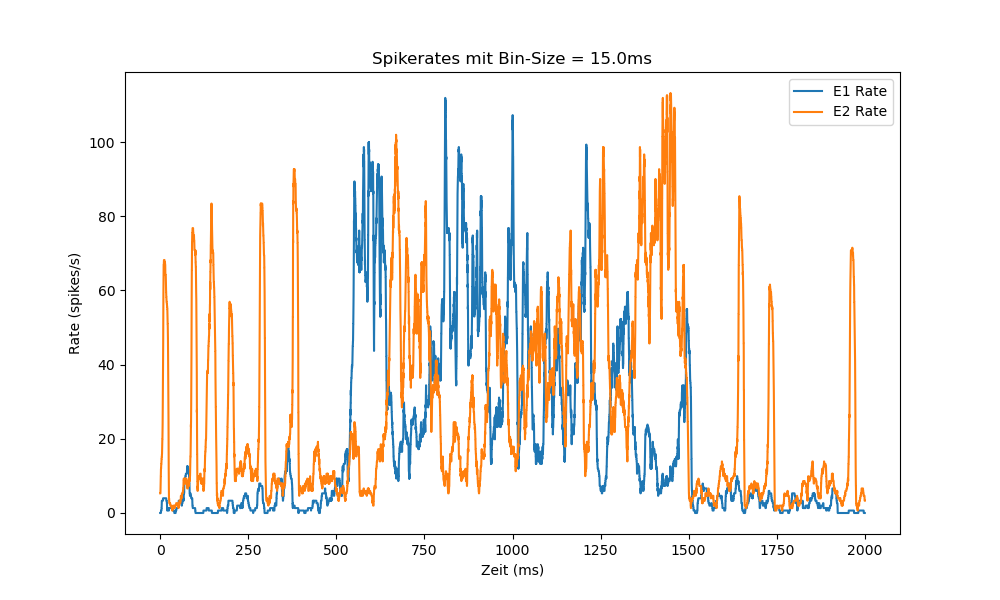 Spikerates mit Bin-Size = 15.0ms
E1 Rate
E2 Rate
Rate (spikes/s)
100
80
60
40
20
0
0 250 500 750 1000 1250 1500 1750 2000
Zeit (ms)